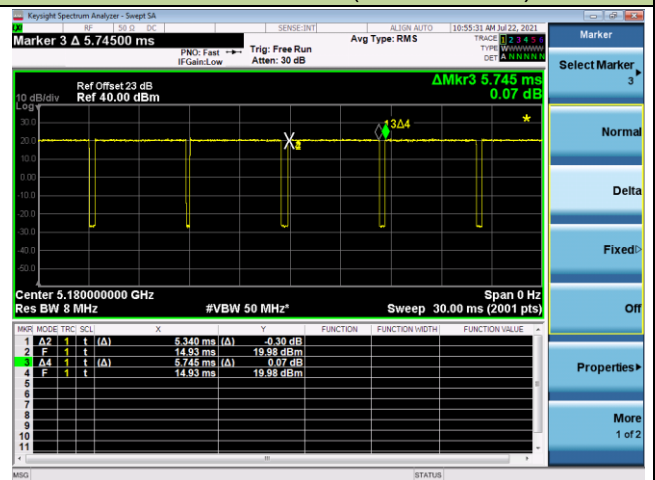 Keysight Spectrum Analyzer - Swept SA
RF 50 Ω DC SENSE:INT ALIGN AUTO 10:55:31 AM Jul 22, 2021
Marker 3 Δ 5.74500 ms
PNO: Fast
IFGain:Low
Trig: Free Run
Atten: 30 dB
Avg Type: RMS
TRACE 1 2 3 4 5 6
TYPE WWWWWW
DET A N N N N N
Ref Offset 23 dB
10 dB/div Ref 40.00 dBm
Log
ΔMkr3 5.745 ms
0.07 dB
30.0
20.0
10.0
0.00
-10.0
-20.0
-30.0
-40.0
-50.0
X
13Δ4
*
Center 5.180000000 GHz
Span 0 Hz
Res BW 8 MHz #VBW 50 MHz* Sweep 30.00 ms (2001 pts)
MKR MODE TRC SCL X Y FUNCTION FUNCTION WIDTH FUNCTION VALUE
1 Δ2 1 t (Δ) 5.340 ms (Δ) -0.30 dB
2 F 1 t 14.93 ms 19.98 dBm
3 Δ4 1 t (Δ) 5.745 ms (Δ) 0.07 dB
4 F 1 t 14.93 ms 19.98 dBm
5
6
7
8
9
10
11
MSG STATUS
Marker
Select Marker
3
Normal
Delta
Fixed
Off
Properties
More
1 of 2